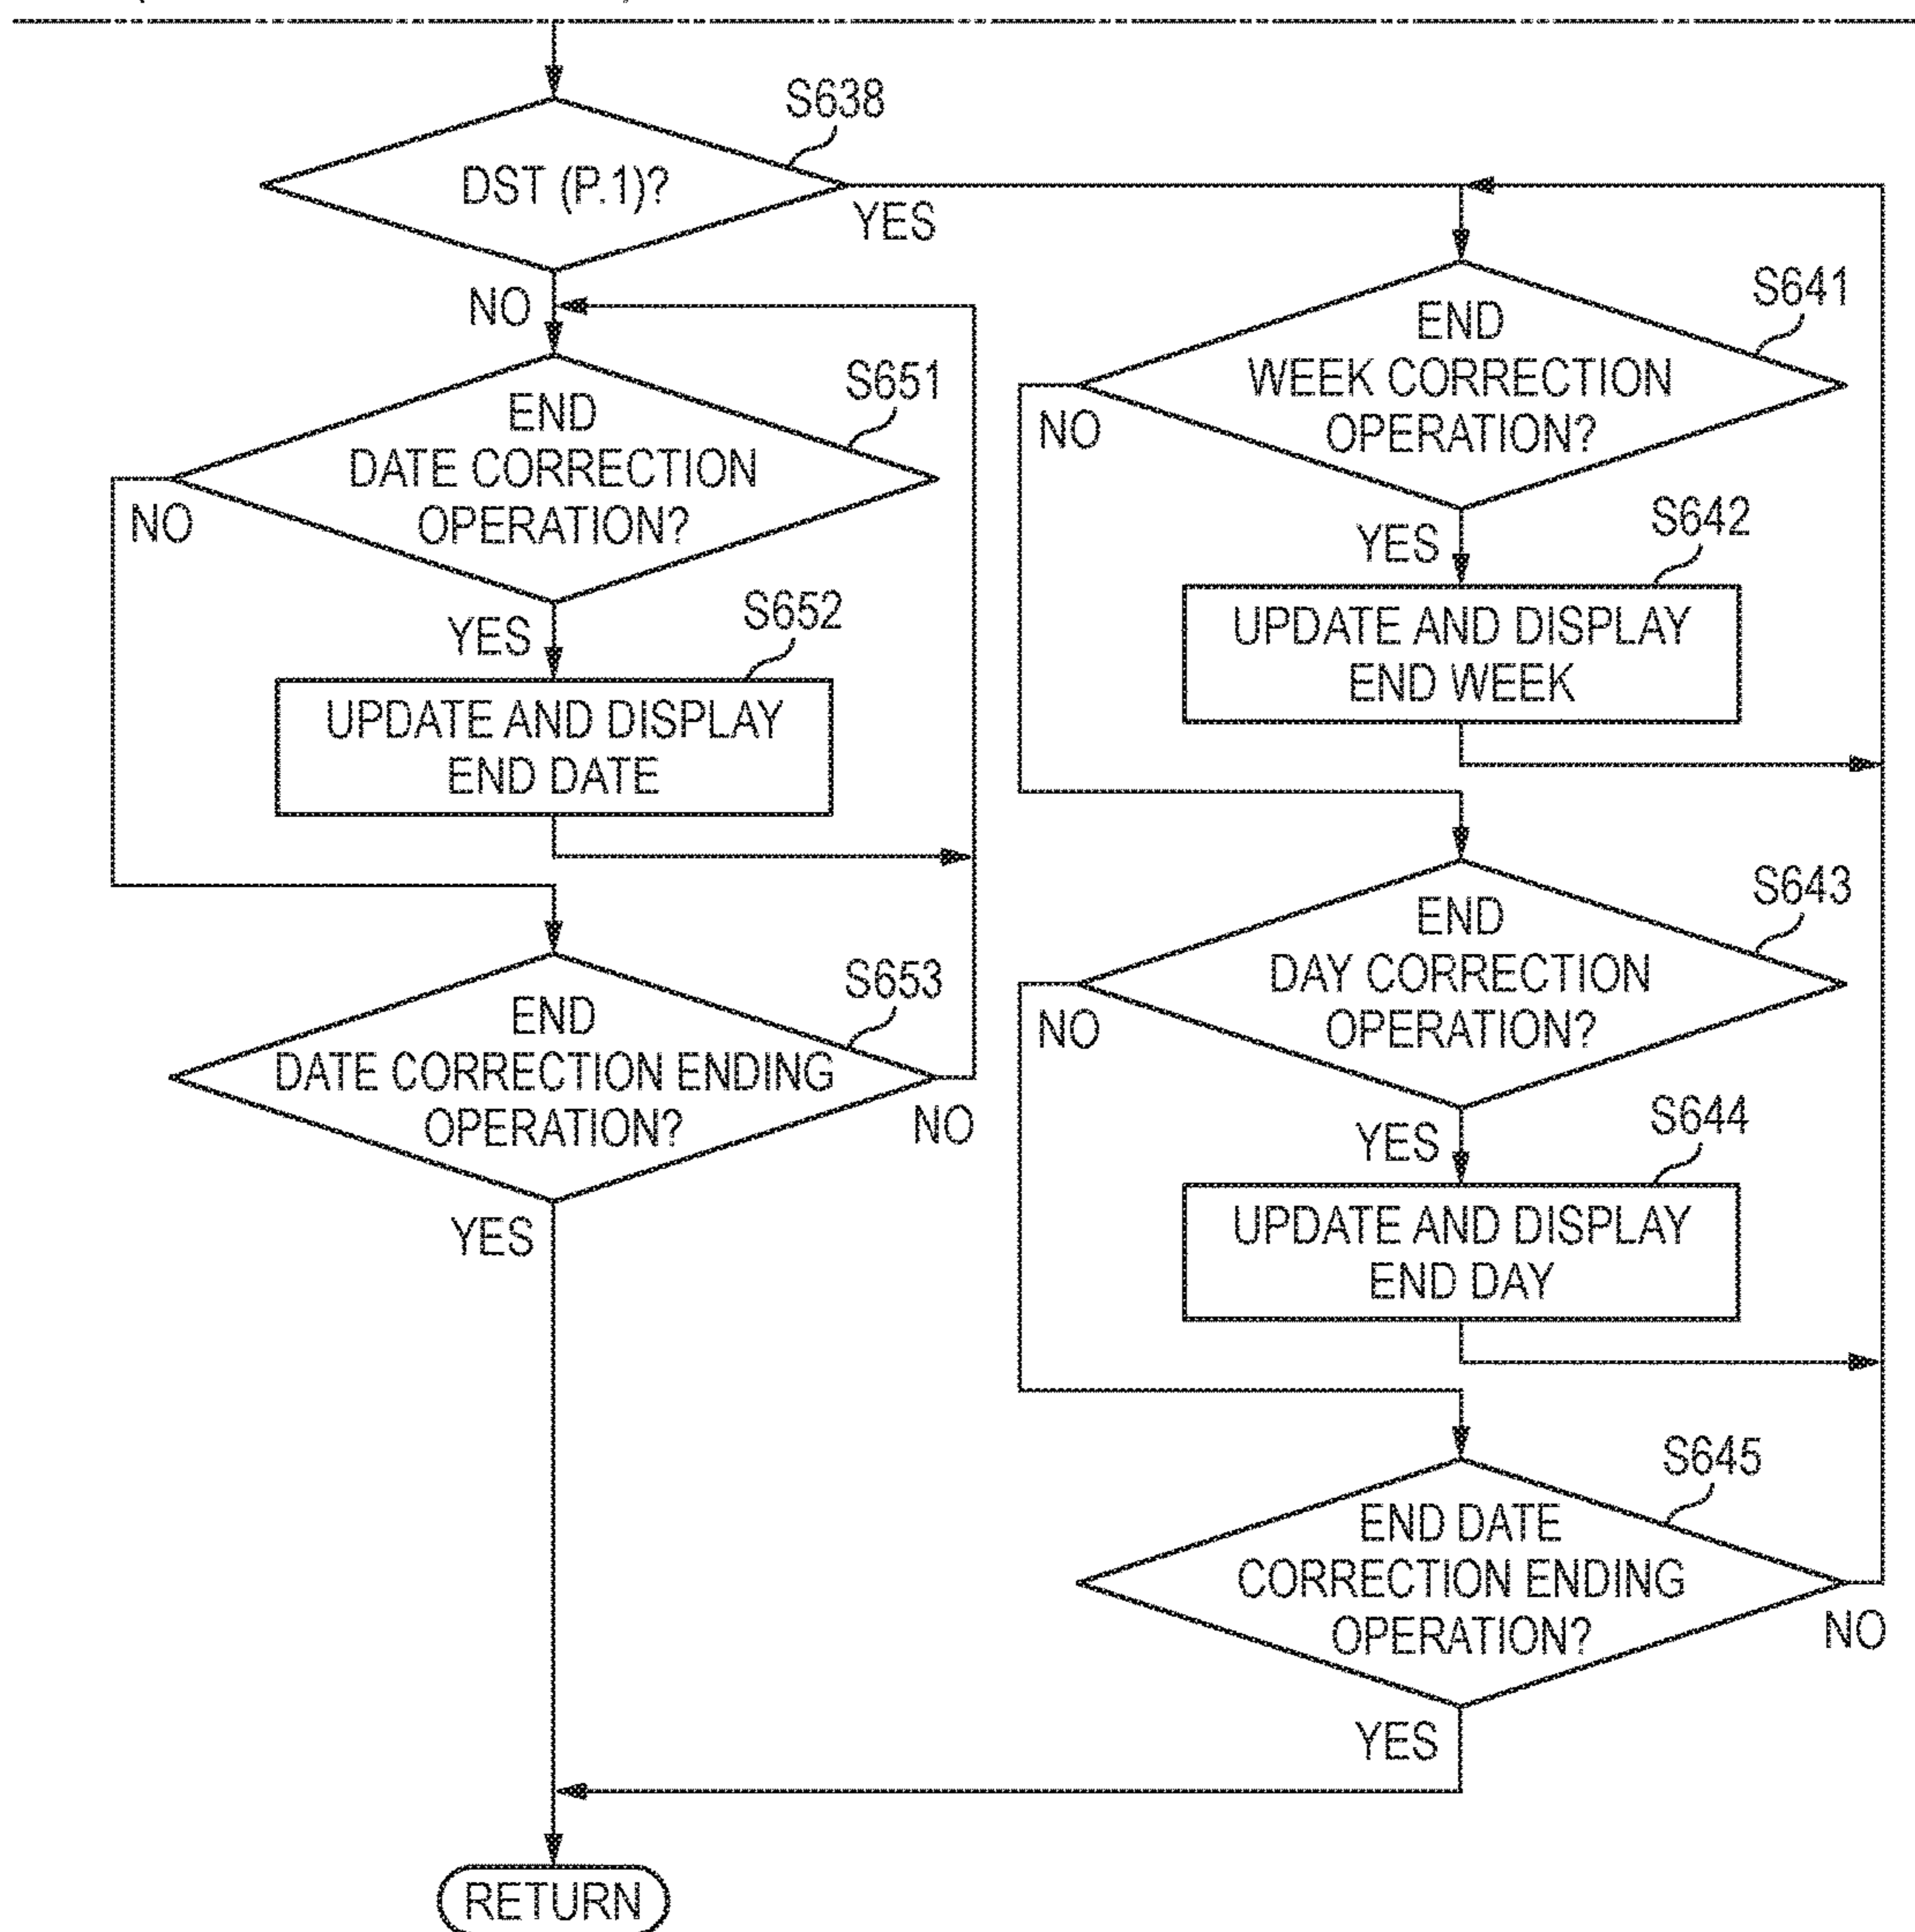 S638
DST (P.1)?
YES
NO
S651
END
DATE CORRECTION
OPERATION?
NO
YES
S652
UPDATE AND DISPLAY
END DATE
S653
END
DATE CORRECTION ENDING
OPERATION?
NO
YES
S641
END
WEEK CORRECTION
OPERATION?
NO
YES
S642
UPDATE AND DISPLAY
END WEEK
S643
END
DAY CORRECTION
OPERATION?
NO
YES
S644
UPDATE AND DISPLAY
END DAY
S645
END DATE
CORRECTION ENDING
OPERATION?
NO
YES
RETURN